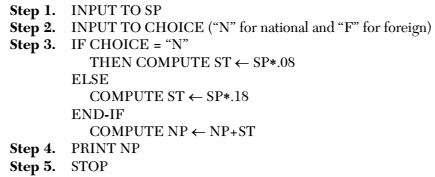 Step 1. INPUT TO SP
Step 2. INPUT TO CHOICE (“N” for national and “F” for foreign)
Step 3. IF CHOICE = “N”
THEN COMPUTE ST ← SP*.08
ELSE
COMPUTE ST ← SP*.18
END-IF
COMPUTE NP ← NP+ST
Step 4. PRINT NP
Step 5. STOP